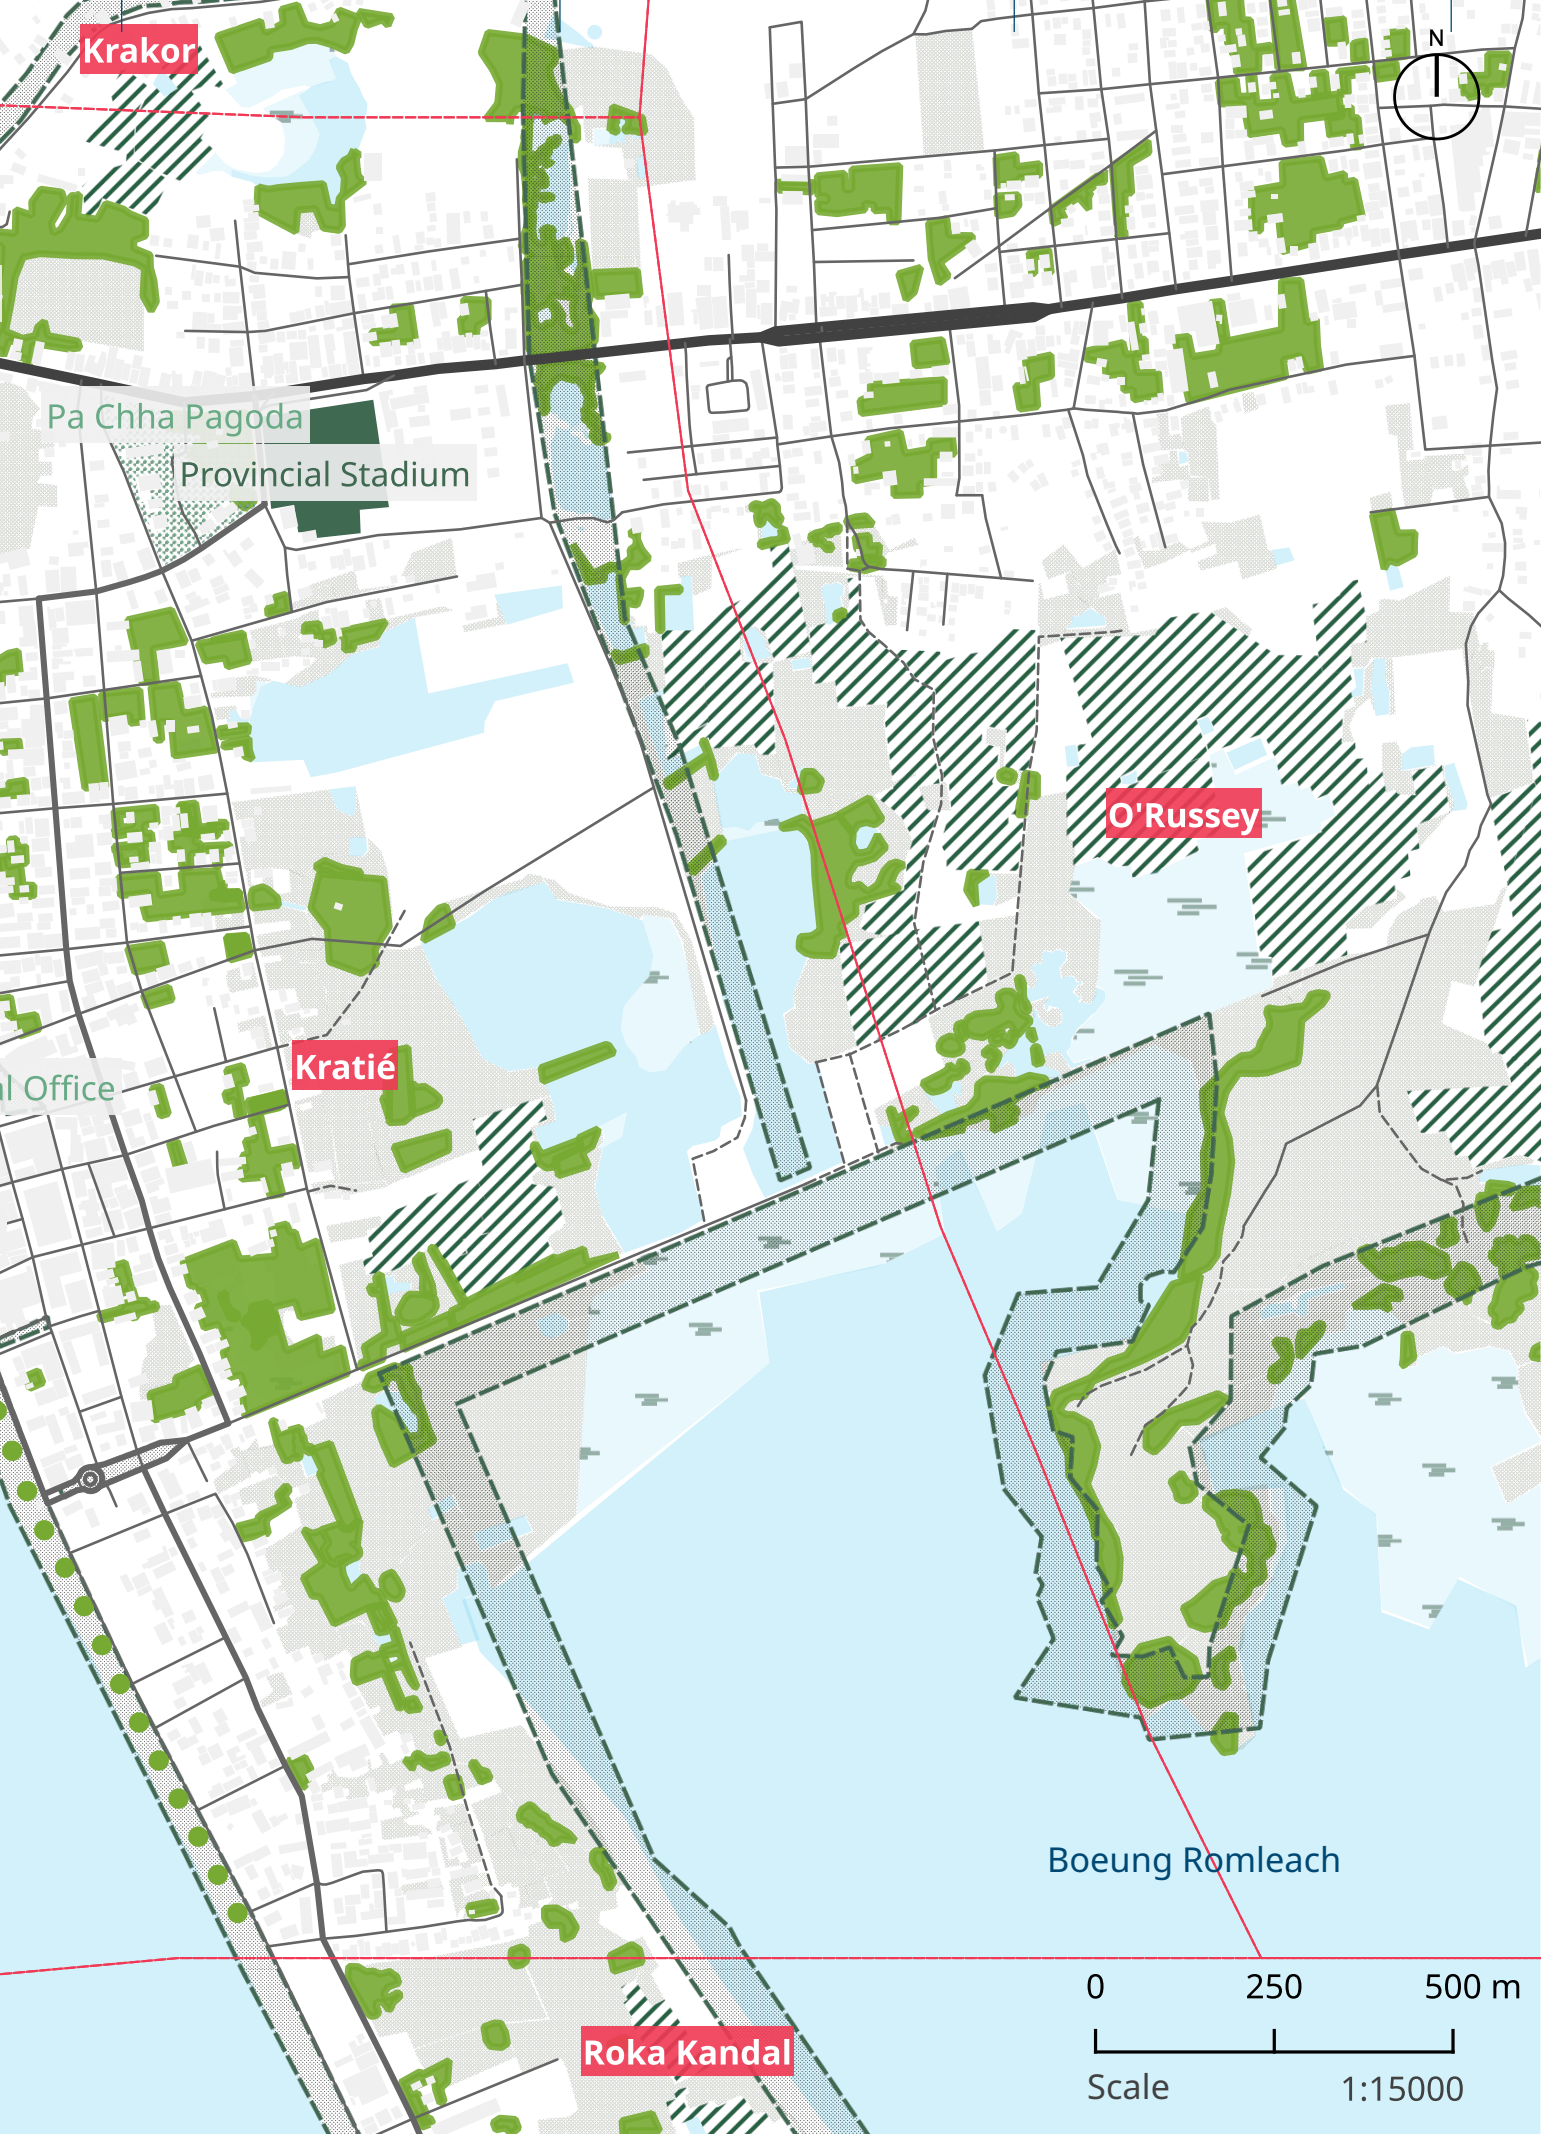 Krakor
N
Pa Chha Pagoda
Provincial Stadium
O'Russey
Kratié
al Office
Boeung Romleach
0 250 500 m
Roka Kandal
Scale 1:15000